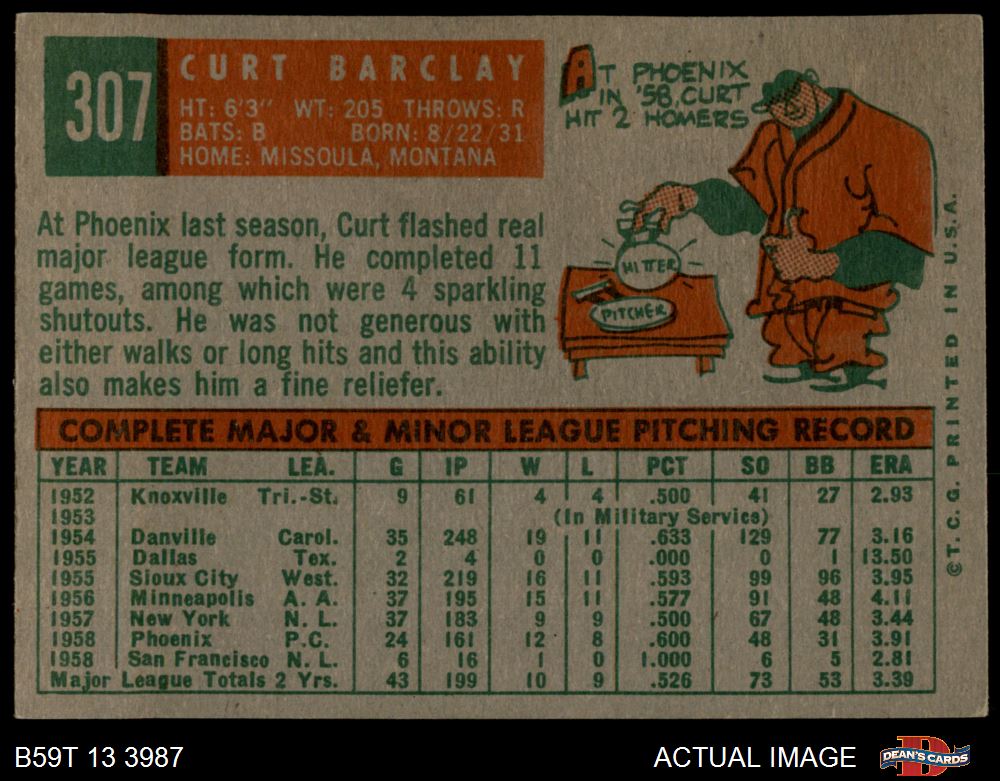 307
CURT BARCLAY
HT: 6'3" WT: 205 THROWS: R
BATS: B BORN: 8/22/31
HOME: MISSOULA, MONTANA
AT PHOENIX
IN '58, CURT
HIT 2 HOMERS
HITTER
PITCHER
At Phoenix last season, Curt flashed real
major league form. He completed 11
games, among which were 4 sparkling
shutouts. He was not generous with
either walks or long hits and this ability
also makes him a fine reliefer.
COMPLETE MAJOR & MINOR LEAGUE PITCHING RECORD
YEAR TEAM LEA. G IP W L PCT SO BB ERA
1952 Knoxville Tri.-St. 9 61 4 4 .500 41 27 2.93
1953 (In Military Service)
1954 Danville Carol. 35 248 19 11 .633 129 77 3.16
1955 Dallas Tex. 2 4 0 0 .000 0 1 13.50
1955 Sioux City West. 32 219 16 11 .593 99 96 3.95
1956 Minneapolis A. A. 37 195 15 11 .577 91 48 4.11
1957 New York N. L. 37 183 9 9 .500 67 48 3.44
1958 Phoenix P.C. 24 161 12 8 .600 48 31 3.91
1958 San Francisco N. L. 6 16 1 0 1.000 6 5 2.81
Major League Totals 2 Yrs. 43 199 10 9 .526 73 53 3.39
©T. C. G. PRINTED IN U.S.A.
B59T 13 3987
ACTUAL IMAGE
DEAN'S CARDS